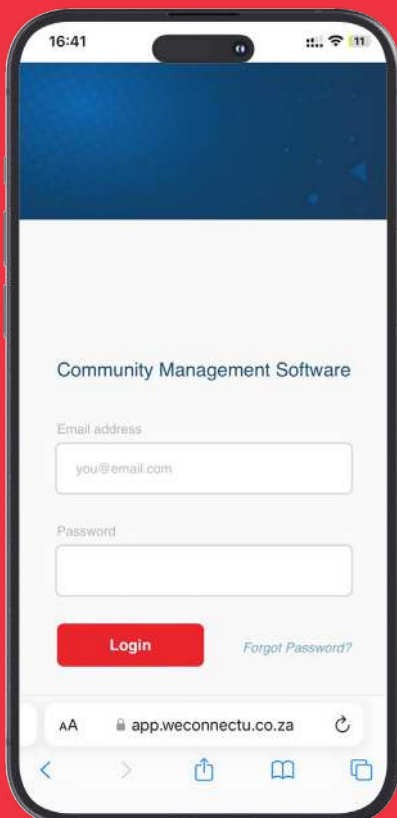 16:41
11
Community Management Software
Email address
you@email.com
Password
Login
Forgot Password?
AA
app.weconnectu.co.za